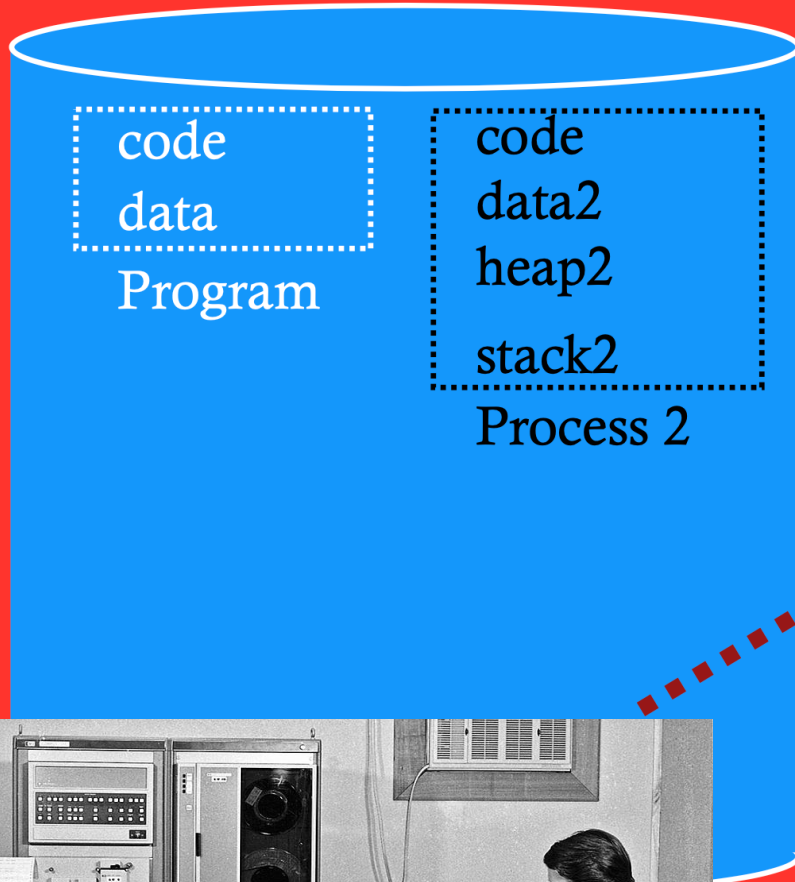 code
data
Program
code
data2
heap2
stack2
Process 2